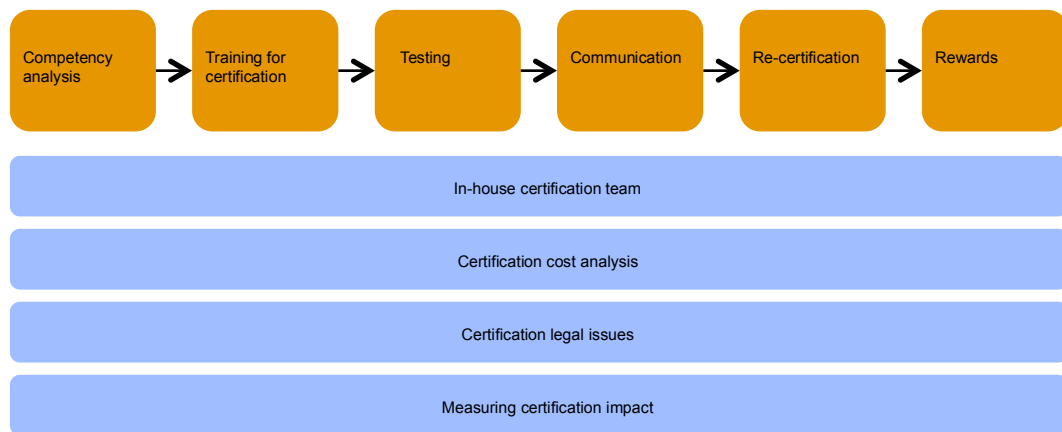 Competency
analysis
Training for
certification
Testing
Communication
Re-certification
Rewards
In-house certification team
Certification cost analysis
Certification legal issues
Measuring certification impact